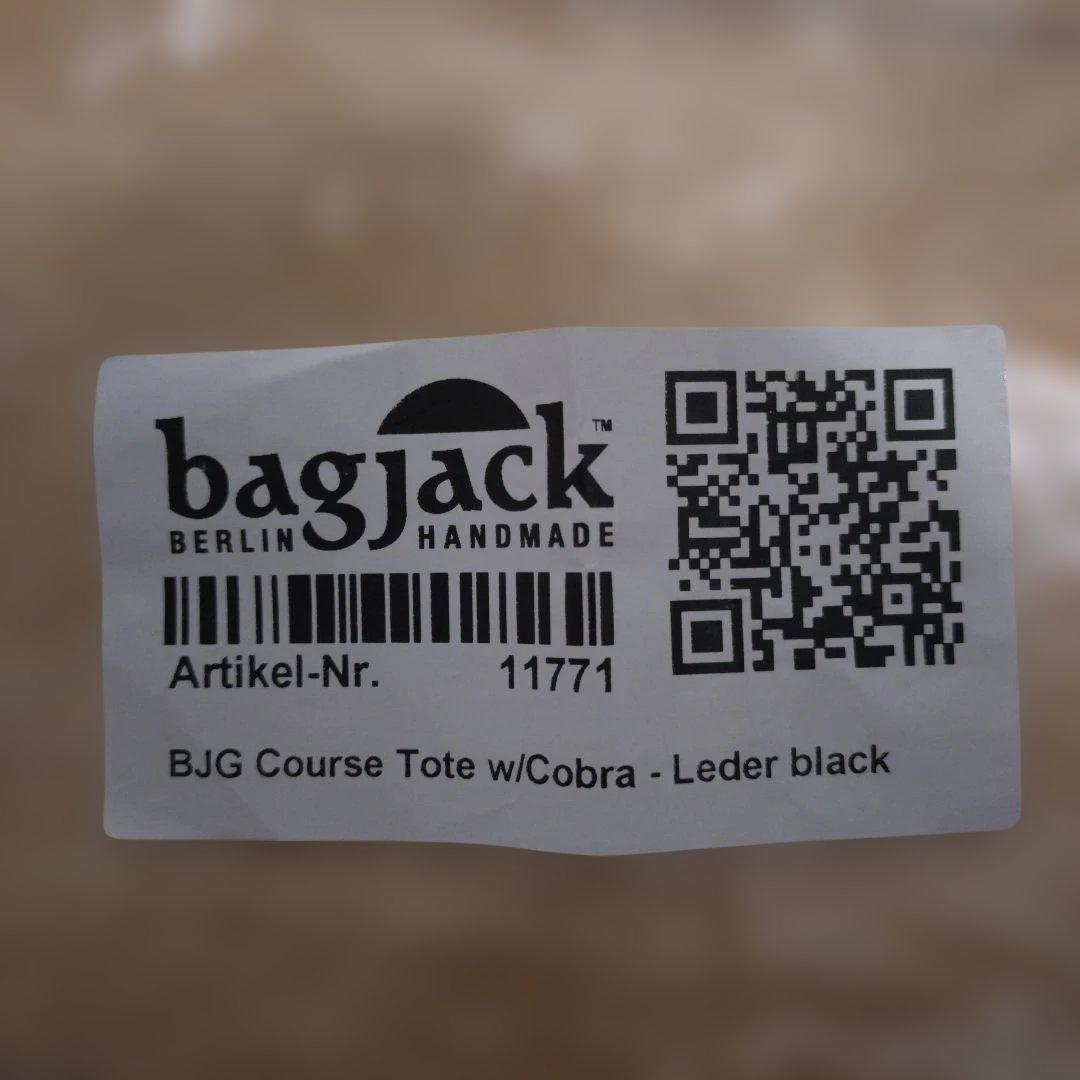 bagjack™
BERLIN HANDMADE
Artikel-Nr. 11771
BJG Course Tote w/Cobra - Leder black